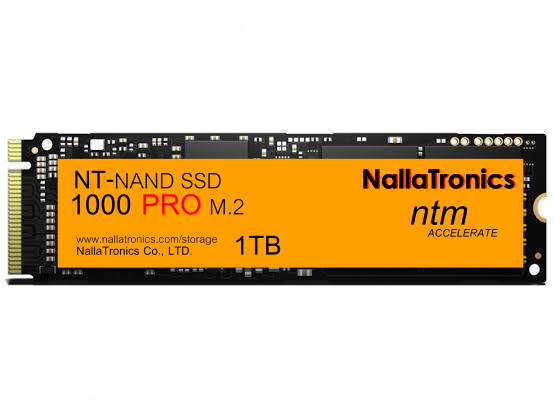 NT-NAND SSD
1000 PRO M.2
www.nallatronics.com/storage
NallaTronics Co., LTD.
1TB
NallaTronics
ntm
ACCELERATE